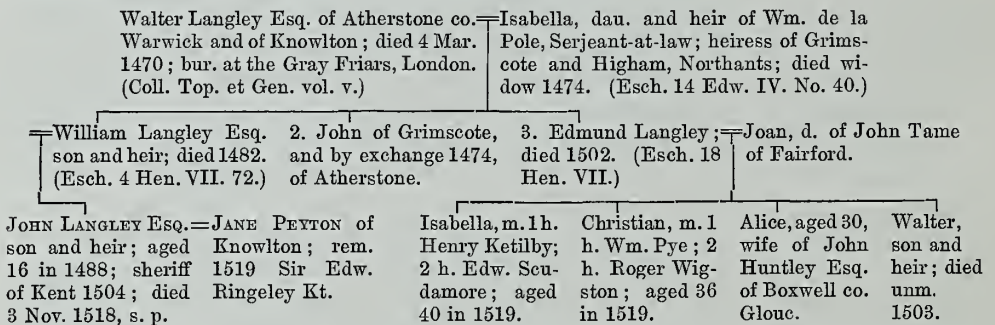 Walter Langley Esq. of Atherstone co.
Warwick and of Knowlton; died 4 Mar.
1470; bur. at the Gray Friars, London.
(Coll. Top. et Gen. vol. v.)
Isabella, dau. and heir of Wm. de la
Pole, Serjeant-at-law; heiress of Grims-
cote and Higham, Northants; died wi-
dow 1474. (Esch. 14 Edw. IV. No. 40.)
William Langley Esq.
son and heir; died 1482.
(Esch. 4 Hen. VII. 72.)
2. John of Grimscote,
and by exchange 1474,
of Atherstone.
3. Edmund Langley;
died 1502. (Esch. 18
Hen. VII.)
Joan, d. of John Tame
of Fairford.
JOHN LANGLEY ESQ.
son and heir; aged
16 in 1488; sheriff
of Kent 1504; died
3 Nov. 1518, s. p.
JANE PEYTON of
Knowlton; rem.
1519 Sir Edw.
Ringeley Kt.
Isabella, m. 1 h.
Henry Ketilby;
2 h. Edw. Scu-
damore; aged
40 in 1519.
Christian, m. 1
h. Wm. Pye; 2
h. Roger Wig-
ston; aged 36
in 1519.
Alice, aged 30,
wife of John
Huntley Esq.
of Boxwell co.
Glouc.
Walter,
son and
heir; died
unm.
1503.